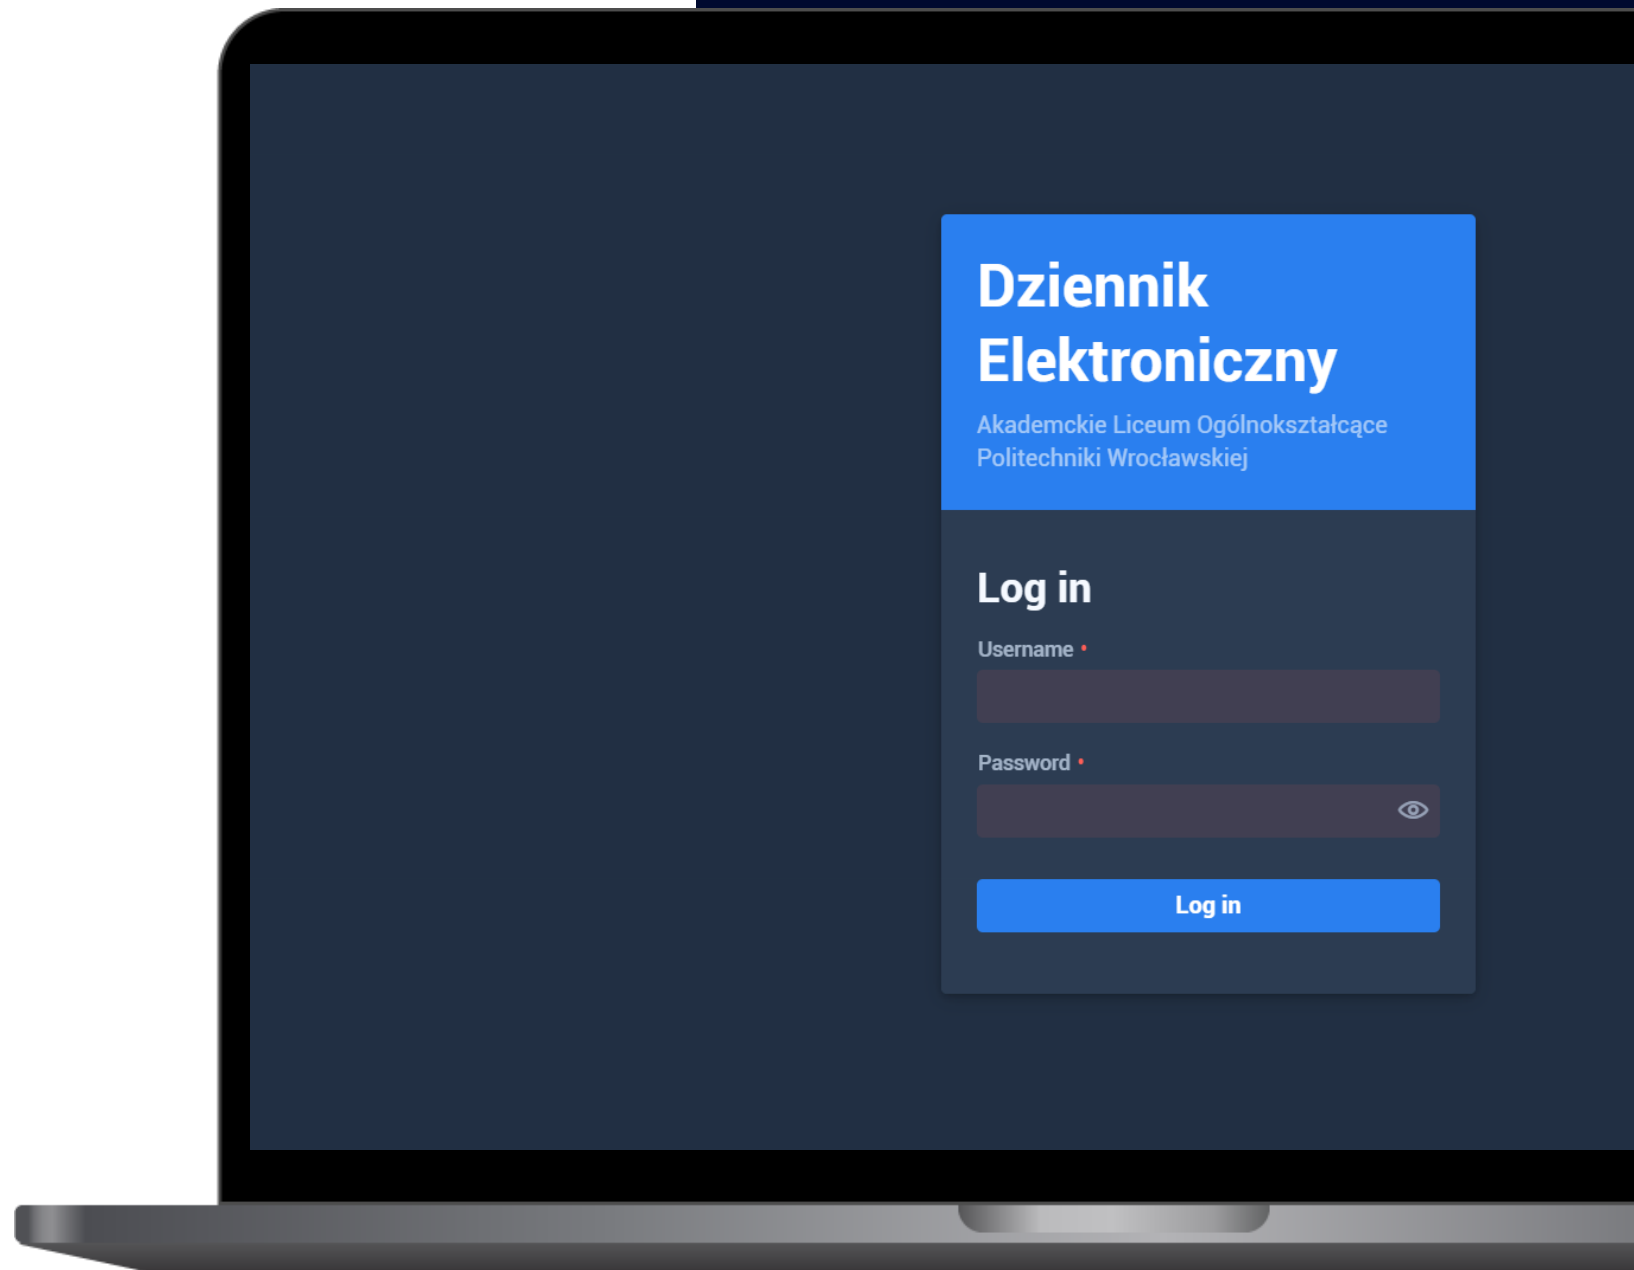 Dziennik
Elektroniczny
Akademckie Liceum Ogólnokształcące
Politechniki Wrocławskiej
Log in
Username •
Password •
Log in